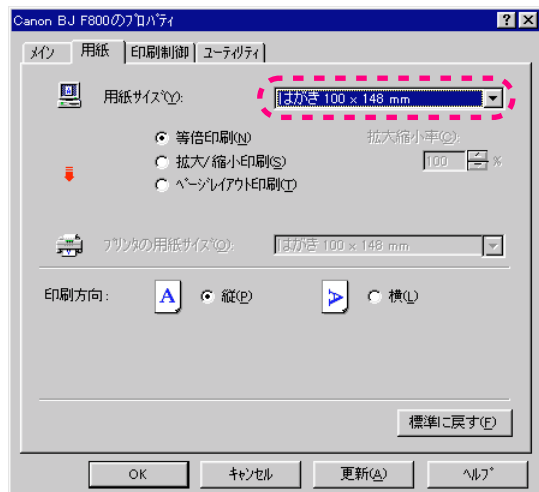 Canon BJ F800のﾌﾟﾛﾊﾟﾃｨ
ﾒｲﾝ 用紙 印刷制御 ﾕｰﾃｨﾘﾃｨ
用紙ｻｲｽﾞ(Y): はがき 100 x 148 mm
等倍印刷(N) 拡大縮小率(C):
拡大/縮小印刷(S) 100 %
ﾍﾟｰｼﾞﾚｲｱｳﾄ印刷(T)
ﾌﾟﾘﾝﾀの用紙ｻｲｽﾞ(O): はがき 100 x 148 mm
印刷方向: A 縦(P) A 横(L)
標準に戻す(F)
OK ｷｬﾝｾﾙ 更新(A) ﾍﾙﾌﾟ